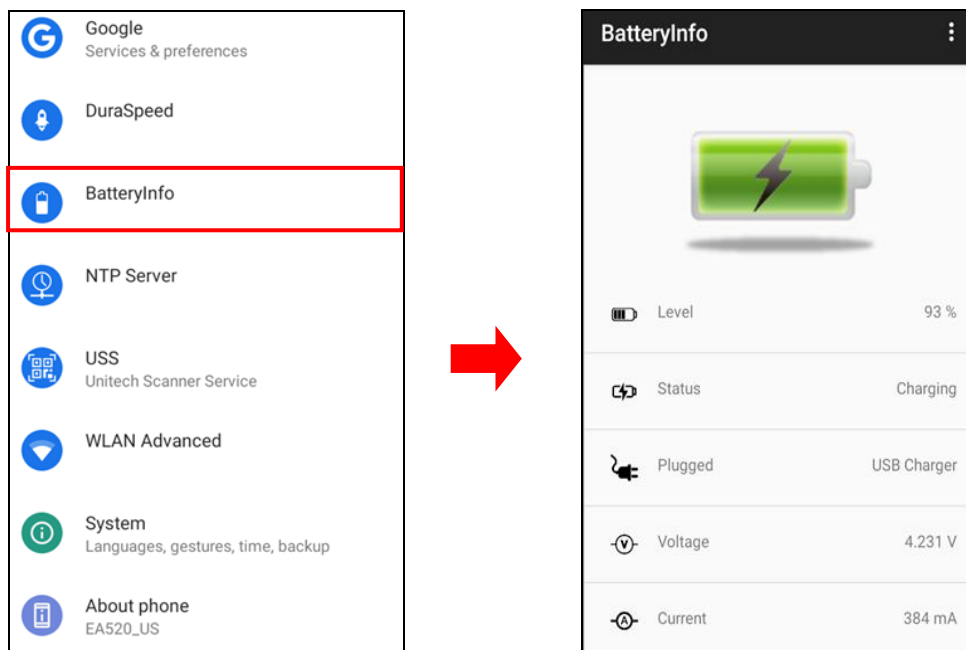 Google
Services & preferences
DuraSpeed
BatteryInfo
NTP Server
USS
Unitech Scanner Service
WLAN Advanced
System
Languages, gestures, time, backup
About phone
EA520_US
BatteryInfo
Level 93 %
Status Charging
Plugged USB Charger
Voltage 4.231 V
Current 384 mA